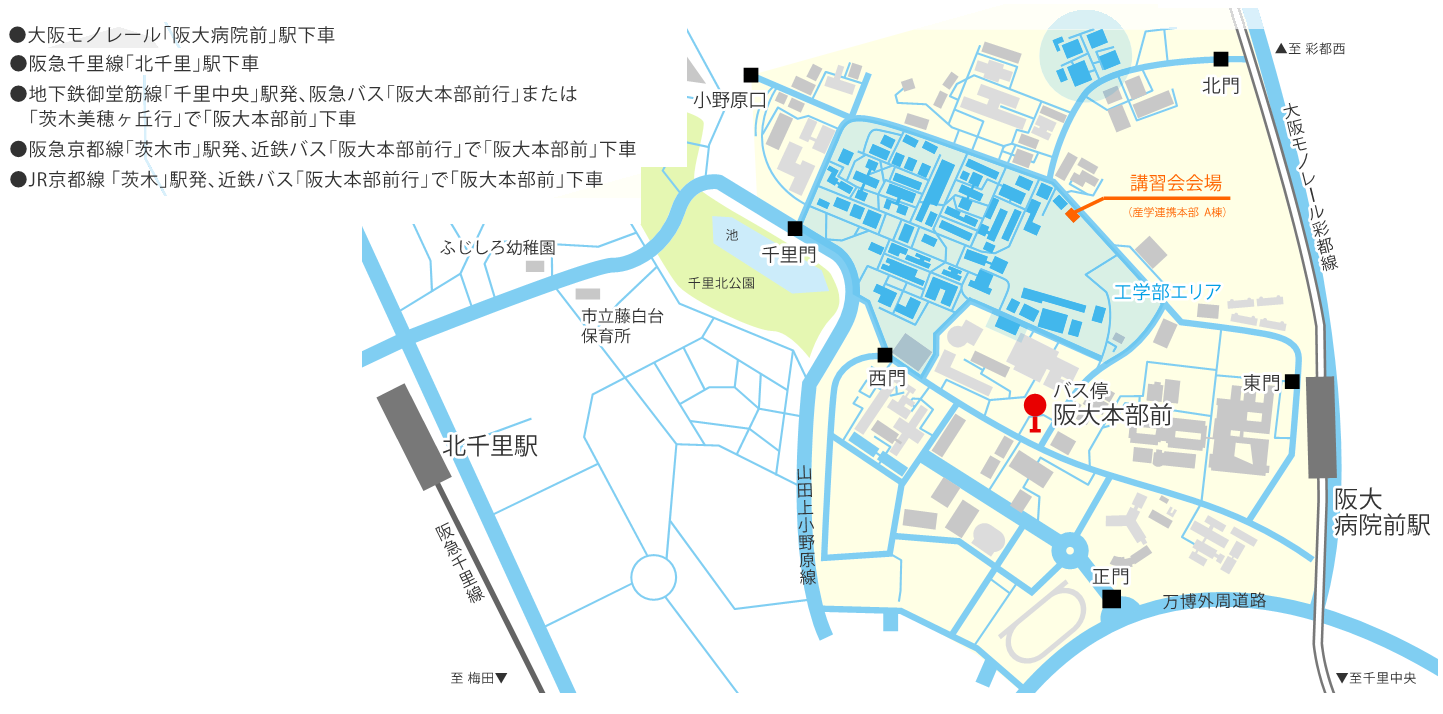 ●大阪モノレール｢阪大病院前｣駅下車
●阪急千里線｢北千里｣駅下車
●地下鉄御堂筋線｢千里中央｣駅発､阪急バス｢阪大本部前行｣または
｢茨木美穂ヶ丘行｣で｢阪大本部前｣下車
●阪急京都線｢茨木市｣駅発､近鉄バス｢阪大本部前行｣で｢阪大本部前｣下車
●JR京都線 ｢茨木｣駅発､近鉄バス｢阪大本部前行｣で｢阪大本部前｣下車
▲至 彩都西
小野原口
北門
大阪モノレール彩都線
講習会会場
（産学連携本部 A棟）
池
千里門
ふじしろ幼稚園
千里北公園
工学部エリア
市立藤白台
保育所
西門
東門
バス停
阪大本部前
北千里駅
山田上小野原線
阪大
病院前駅
阪急千里線
正門
万博外周道路
至 梅田▼
▼至千里中央